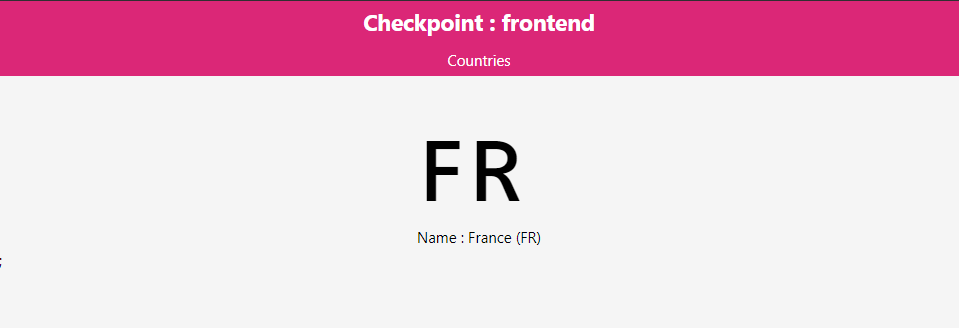 Checkpoint : frontend
Countries
FR
Name : France (FR)
;